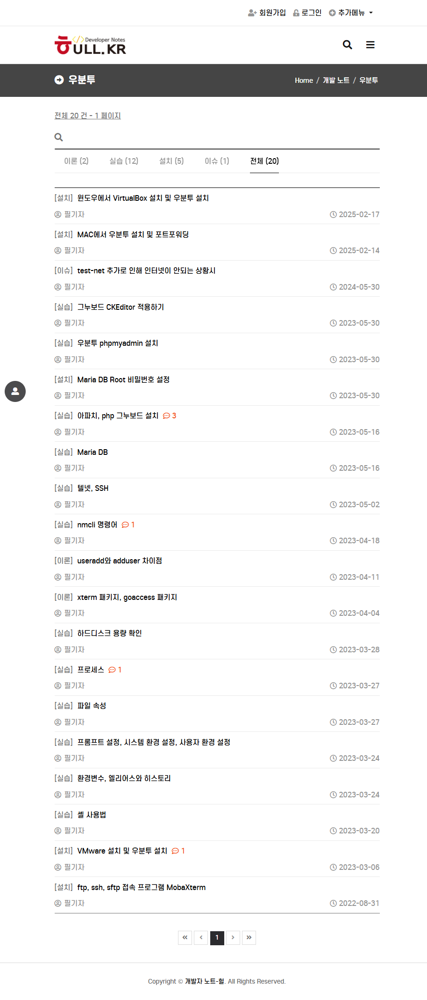 회원가입 로그인 추가메뉴
</> Developer Notes
ㅎULL.KR
우분투 Home / 개발 노트 / 우분투
전체 20 건 - 1 페이지
이론 (2) 실습 (12) 설치 (5) 이슈 (1) 전체 (20)
[설치] 윈도우에서 VirtualBox 설치 및 우분투 설치
필기자 2025-02-17
[설치] MAC에서 우분투 설치 및 포트포워딩
필기자 2025-02-14
[이슈] test-net 추가로 인해 인터넷이 안되는 상황시
필기자 2024-05-30
[실습] 그누보드 CKEditor 적용하기
필기자 2023-05-30
[실습] 우분투 phpmyadmin 설치
필기자 2023-05-30
[설치] Maria DB Root 비밀번호 설정
필기자 2023-05-30
[실습] 아파치, php 그누보드 설치 3
필기자 2023-05-16
[실습] Maria DB
필기자 2023-05-16
[실습] 텔넷, SSH
필기자 2023-05-02
[실습] nmcli 명령어 1
필기자 2023-04-18
[이론] useradd와 adduser 차이점
필기자 2023-04-11
[이론] xterm 패키지, goaccess 패키지
필기자 2023-04-04
[실습] 하드디스크 용량 확인
필기자 2023-03-28
[실습] 프로세스 1
필기자 2023-03-27
[실습] 파일 속성
필기자 2023-03-27
[실습] 프롬프트 설정, 시스템 환경 설정, 사용자 환경 설정
필기자 2023-03-24
[실습] 환경변수, 엘리어스와 히스토리
필기자 2023-03-24
[실습] 셸 사용법
필기자 2023-03-20
[설치] VMware 설치 및 우분투 설치 1
필기자 2023-03-06
[설치] ftp, ssh, sftp 접속 프로그램 MobaXterm
필기자 2022-08-31
« ‹ 1 › »
Copyright © 개발자 노트-헐. All Rights Reserved.